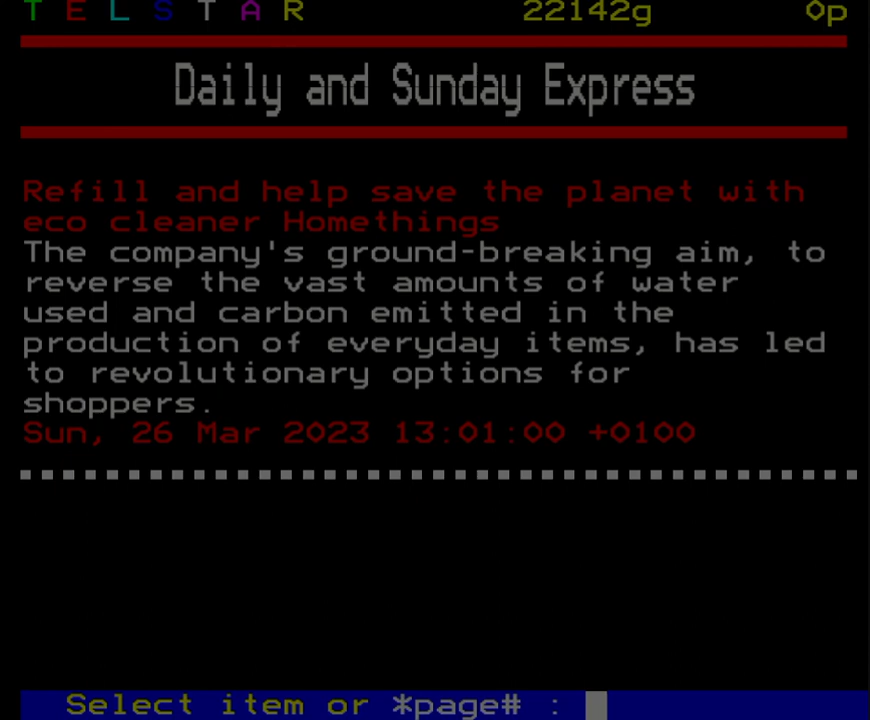 T E L S T A R 22142g 0p
Daily and Sunday Express
Refill and help save the planet with
eco cleaner Homethings
The company's ground-breaking aim, to
reverse the vast amounts of water
used and carbon emitted in the
production of everyday items, has led
to revolutionary options for
shoppers.
Sun, 26 Mar 2023 13:01:00 +0100
Select item or *page# :